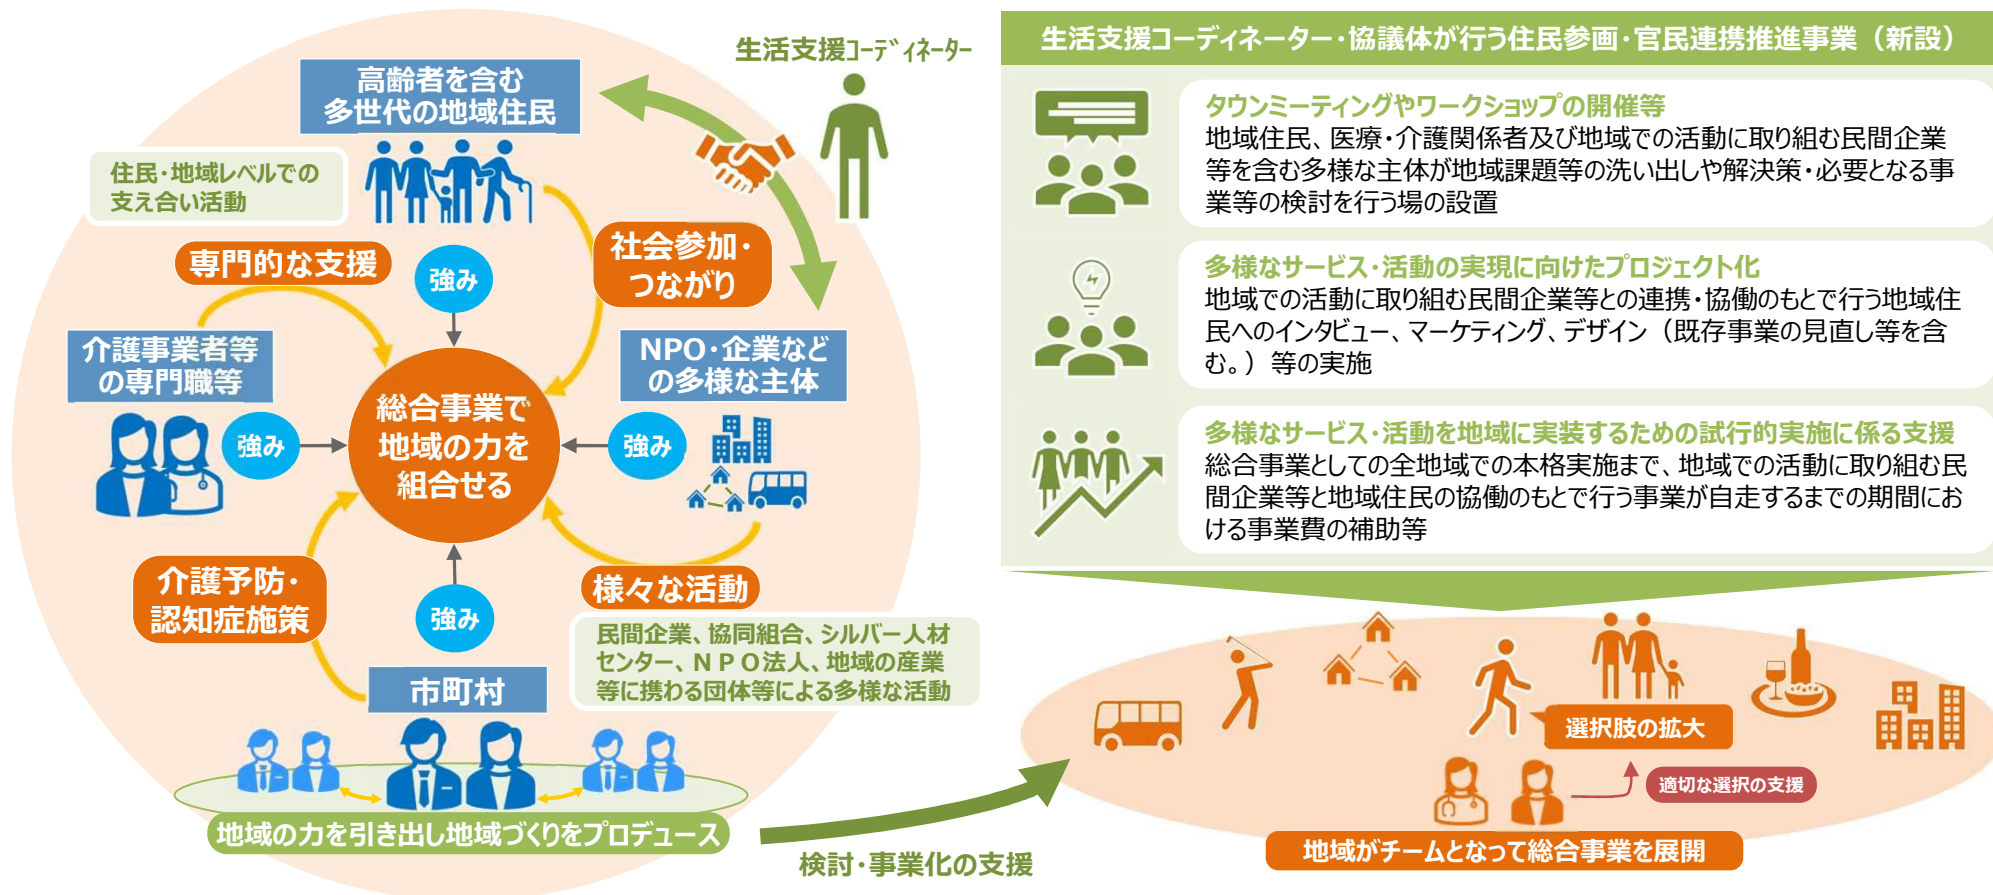 生活支援コーディネーター
高齢者を含む
多世代の地域住民
住民・地域レベルでの
支え合い活動
専門的な支援
強み
社会参加・
つながり
介護事業者等
の専門職等
NPO・企業など
の多様な主体
強み
総合事業で
地域の力を
組合せる
強み
介護予防・
認知症施策
強み
様々な活動
民間企業、協同組合、シルバー人材
センター、ＮＰＯ法人、地域の産業
等に携わる団体等による多様な活動
市町村
地域の力を引き出し地域づくりをプロデュース
検討・事業化の支援
生活支援コーディネーター・協議体が行う住民参画・官民連携推進事業（新設）
タウンミーティングやワークショップの開催等
地域住民、医療・介護関係者及び地域での活動に取り組む民間企業
等を含む多様な主体が地域課題等の洗い出しや解決策・必要となる事
業等の検討を行う場の設置
多様なサービス・活動の実現に向けたプロジェクト化
地域での活動に取り組む民間企業等との連携・協働のもとで行う地域住
民へのインタビュー、マーケティング、デザイン（既存事業の見直し等を含
む。）等の実施
多様なサービス・活動を地域に実装するための試行的実施に係る支援
総合事業としての全地域での本格実施まで、地域での活動に取り組む民
間企業等と地域住民の協働のもとで行う事業が自走するまでの期間にお
ける事業費の補助等
選択肢の拡大
適切な選択の支援
地域がチームとなって総合事業を展開